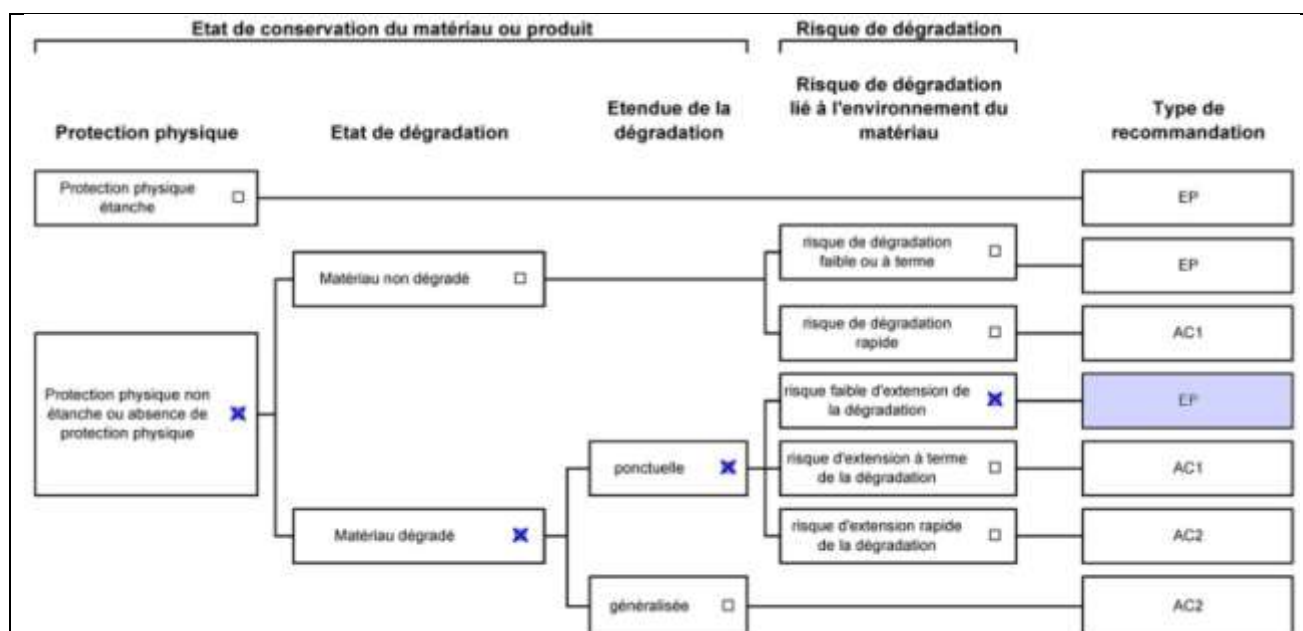 Etat de conservation du matériau ou produit
Risque de dégradation
Protection physique
Etat de dégradation
Etendue de la
dégradation
Risque de dégradation
lié à l'environnement du
matériau
Type de
recommandation
Protection physique
étanche
EP
Matériau non dégradé
risque de dégradation
faible ou à terme
EP
risque de dégradation
rapide
AC1
Protection physique non
étanche ou absence de
protection physique
risque faible d'extension de
la dégradation
EP
ponctuelle
risque d'extension à terme
de la dégradation
AC1
Matériau dégradé
risque d'extension rapide
de la dégradation
AC2
généralisée
AC2